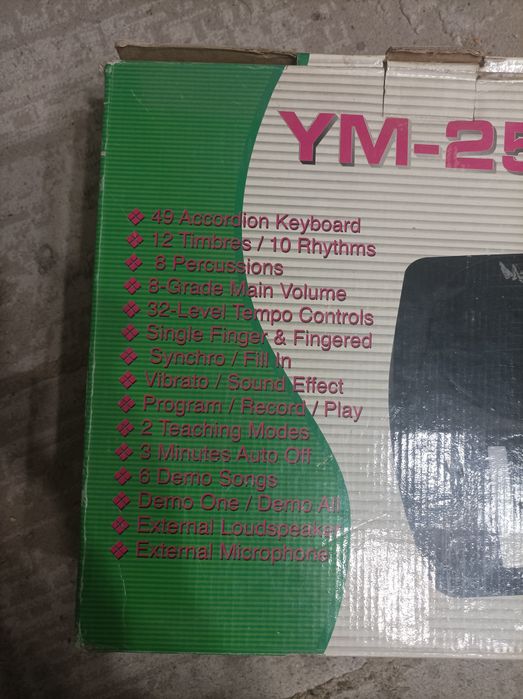 YM-25
49 Accordion Keyboard
12 Timbres / 10 Rhythms
8 Percussions
8-Grade Main Volume
32-Level Tempo Controls
Single Finger & Fingered
Synchro / Fill In
Vibrato / Sound Effect
Program / Record / Play
2 Teaching Modes
3 Minutes Auto Off
6 Demo Songs
Demo One / Demo All
External Loudspeaker
External Microphone